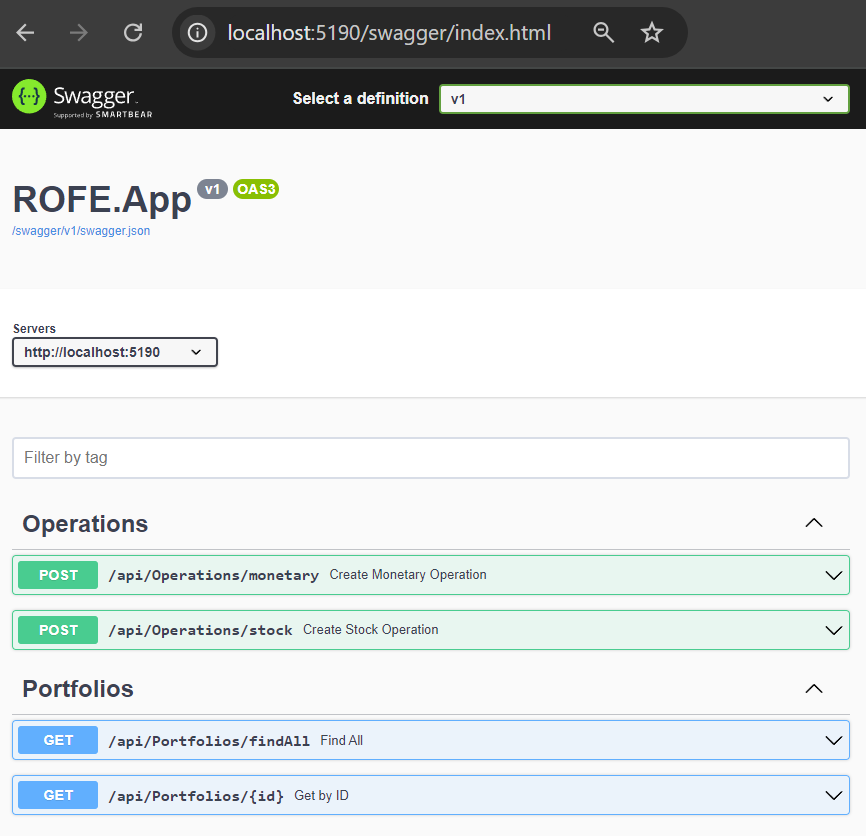 localhost:5190/swagger/index.html
Swagger
Supported by SMARTBEAR
Select a definition v1
ROFE.App v1 OAS3
/swagger/v1/swagger.json
Servers
http://localhost:5190
Filter by tag
Operations
POST /api/Operations/monetary Create Monetary Operation
POST /api/Operations/stock Create Stock Operation
Portfolios
GET /api/Portfolios/findAll Find All
GET /api/Portfolios/{id} Get by ID